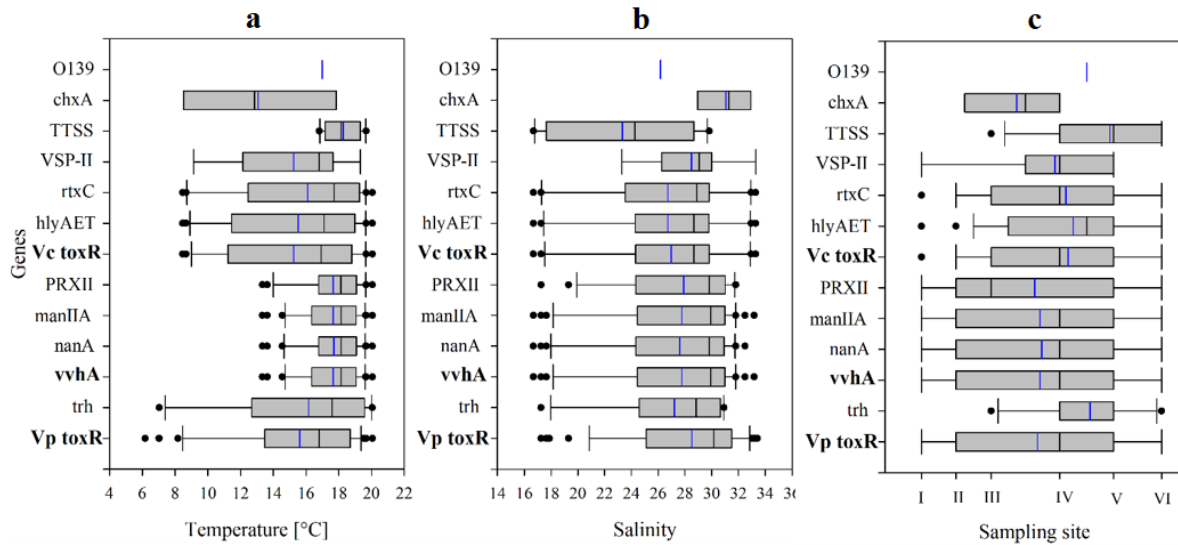 a
b
c
Genes
O139
chxA
TTSS
VSP-II
rtxC
hlyAET
Vc toxR
PRXII
manIIA
nanA
vvhA
trh
Vp toxR
4 6 8 10 12 14 16 18 20 22
Temperature [°C]
O139
chxA
TTSS
VSP-II
rtxC
hlyAET
Vc toxR
PRXII
manIIA
nanA
vvhA
trh
Vp toxR
14 16 18 20 22 24 26 28 30 32 34
Salinity
O139
chxA
TTSS
VSP-II
rtxC
hlyAET
Vc toxR
PRXII
manIIA
nanA
vvhA
trh
Vp toxR
I II III IV V VI
Sampling site